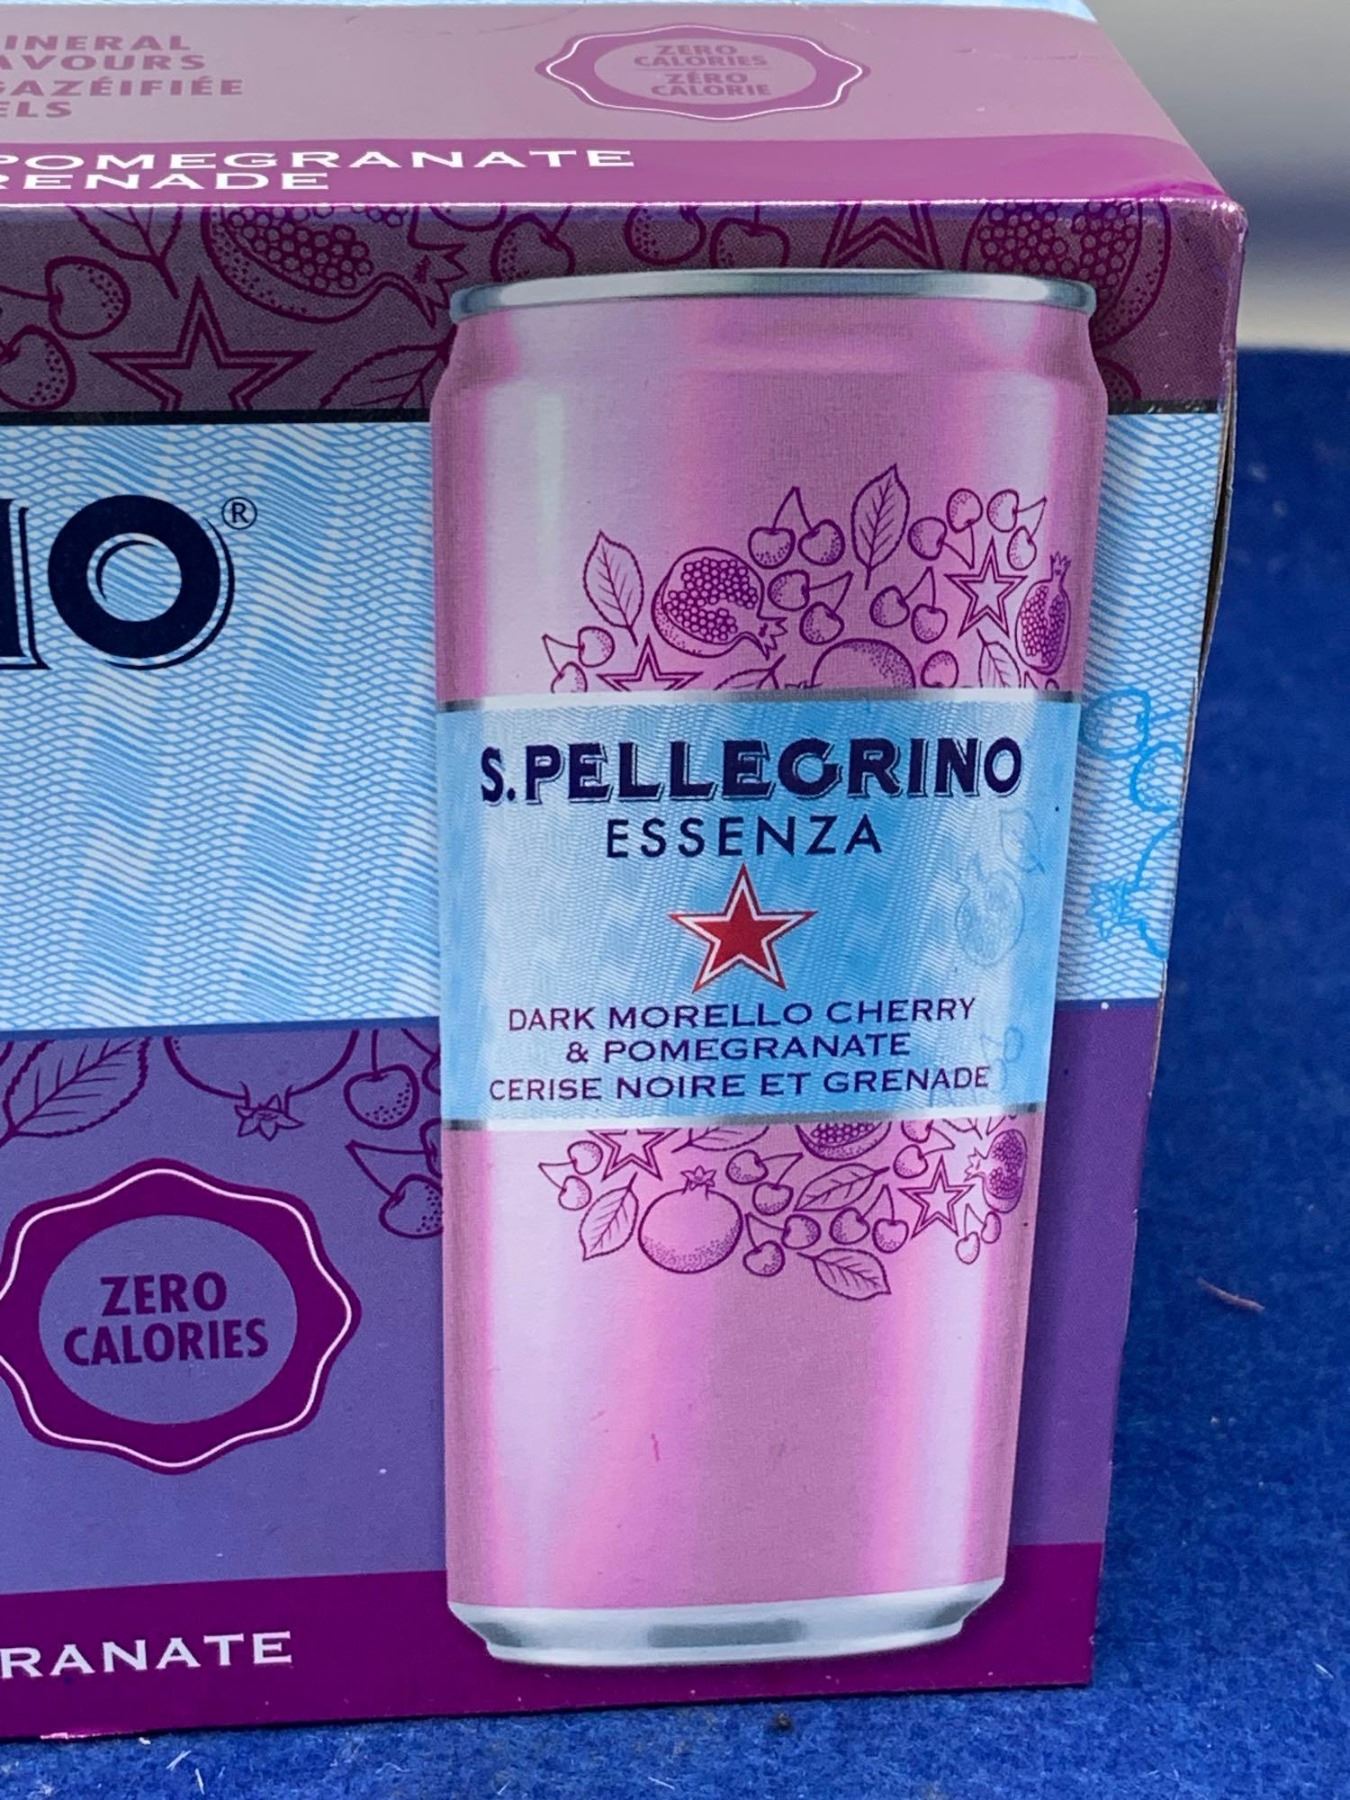 INERAL
AVOURS
GAZÉIFIÉE
ELS
ZERO
CALORIES
ZÉRO
CALORIE
POMEGRANATE
RENADE
NO®
S.PELLEGRINO
ESSENZA
DARK MORELLO CHERRY
& POMEGRANATE
CERISE NOIRE ET GRENADE
ZERO
CALORIES
RANATE